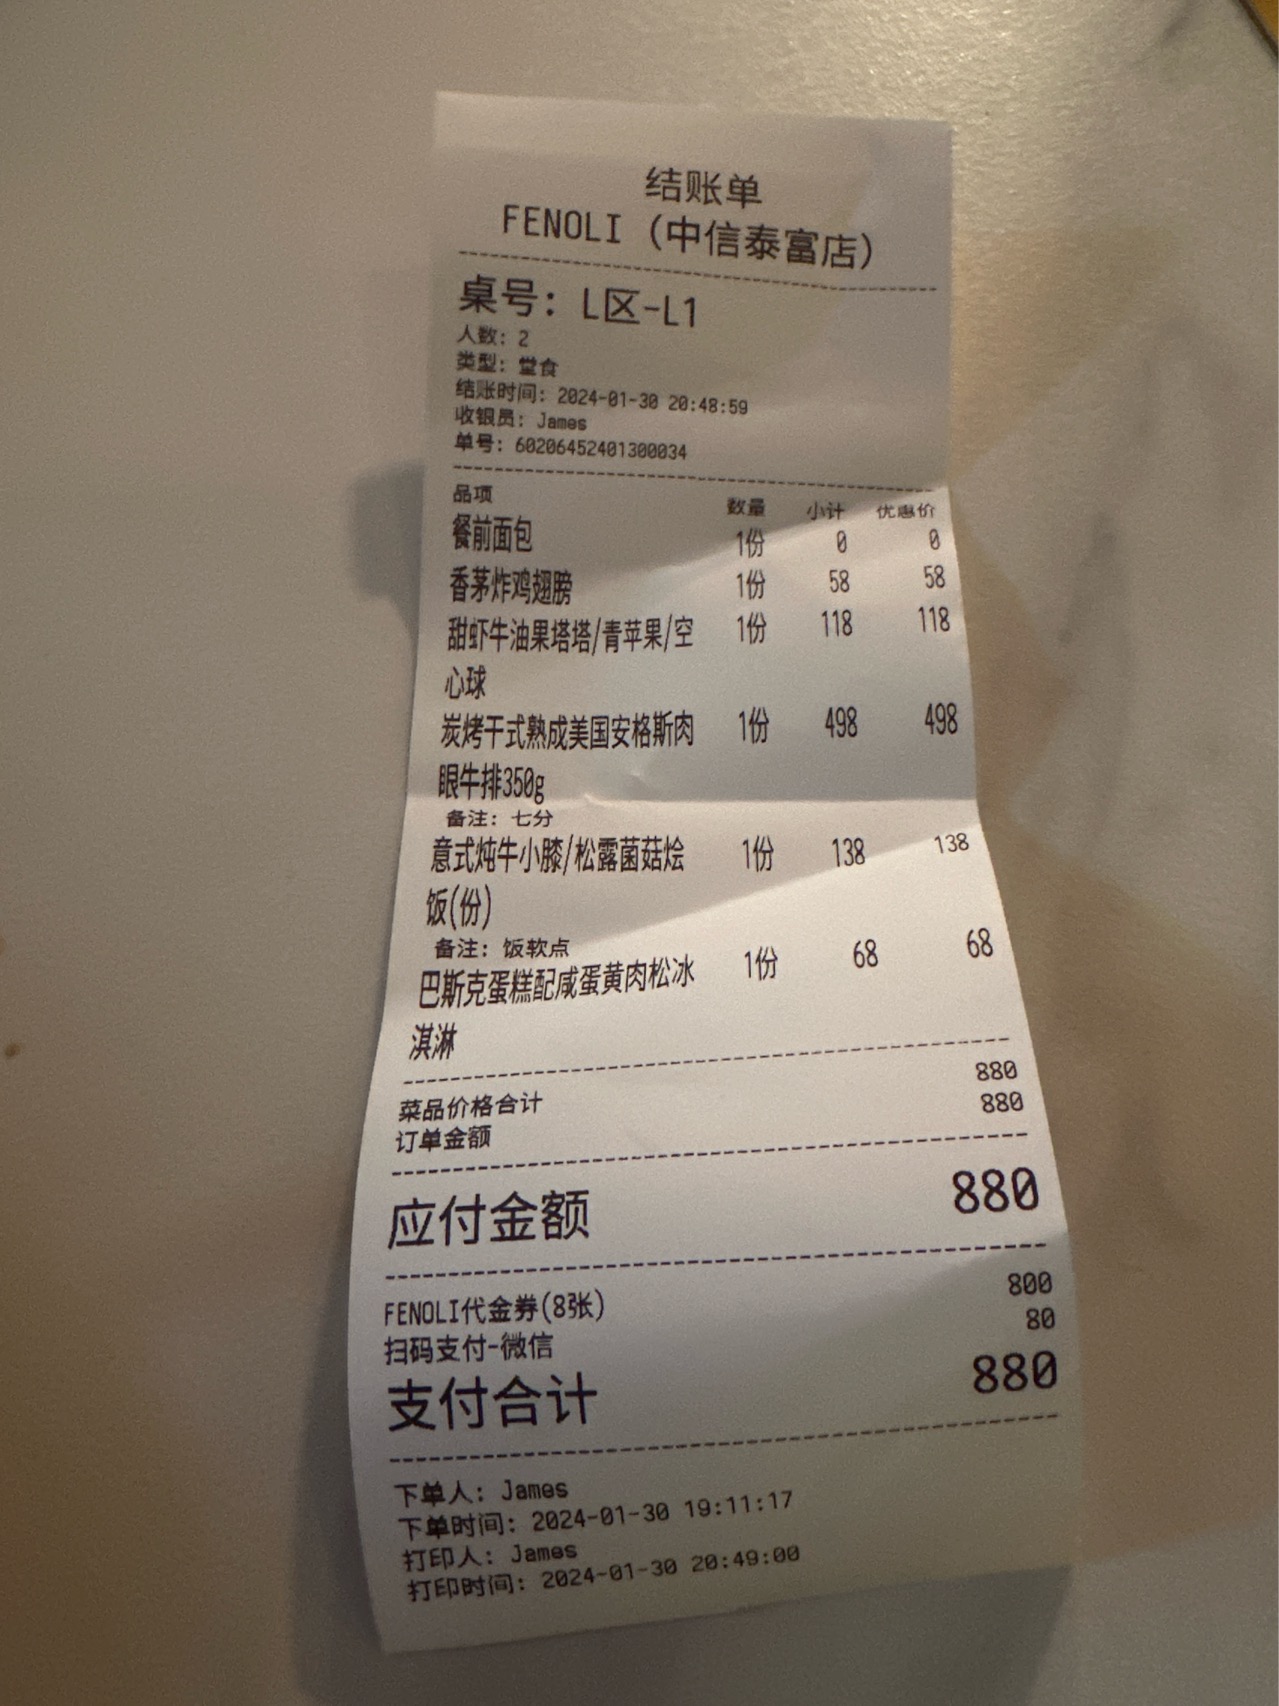 结账单
FENOLI（中信泰富店）
桌号：L区-L1
人数：2
类型：堂食
结账时间：2024-01-30 20:48:59
收银员：James
单号：60206452401300034
品项 数量 小计 优惠价
餐前面包 1份 0 0
香茅炸鸡翅膀 1份 58 58
甜虾牛油果塔塔/青苹果/空 1份 118 118
心球
炭烤干式熟成美国安格斯肉 1份 498 498
眼牛排350g
备注：七分
意式炖牛小膝/松露菌菇烩 1份 138 138
饭(份)
备注：饭软点
巴斯克蛋糕配咸蛋黄肉松冰 1份 68 68
淇淋
菜品价格合计 880
订单金额 880
应付金额 880
FENOLI代金券(8张) 800
扫码支付-微信 80
支付合计 880
下单人：James
下单时间：2024-01-30 19:11:17
打印人：James
打印时间：2024-01-30 20:49:00